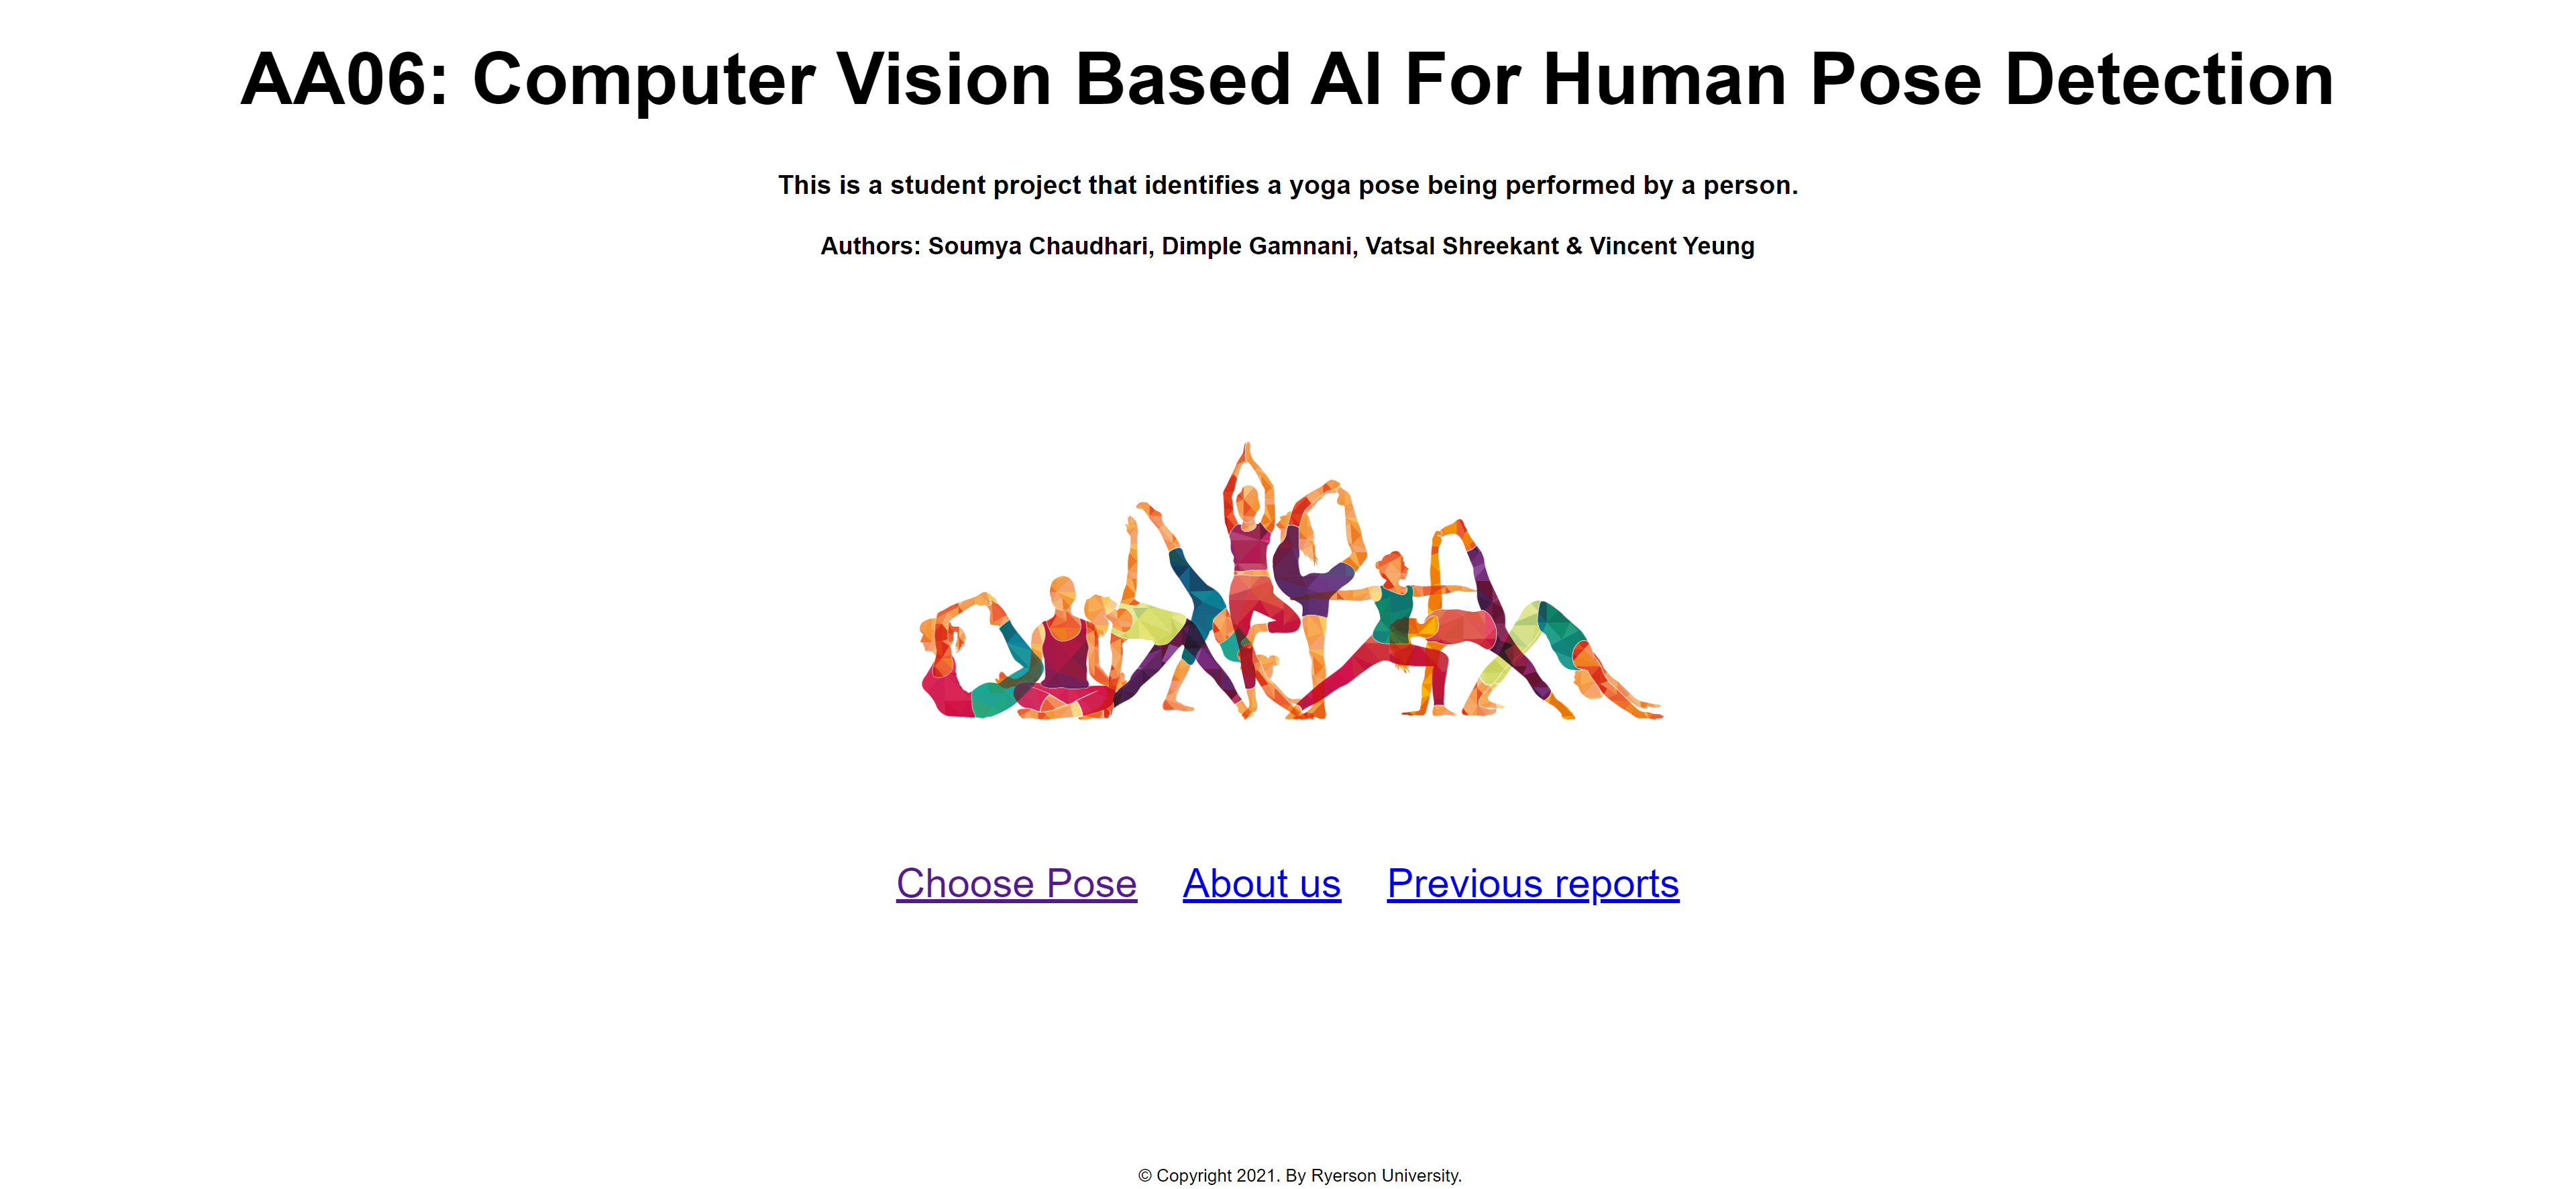 AA06: Computer Vision Based AI For Human Pose Detection
This is a student project that identifies a yoga pose being performed by a person.
Authors: Soumya Chaudhari, Dimple Gamnani, Vatsal Shreekant & Vincent Yeung
Choose Pose About us Previous reports
© Copyright 2021. By Ryerson University.